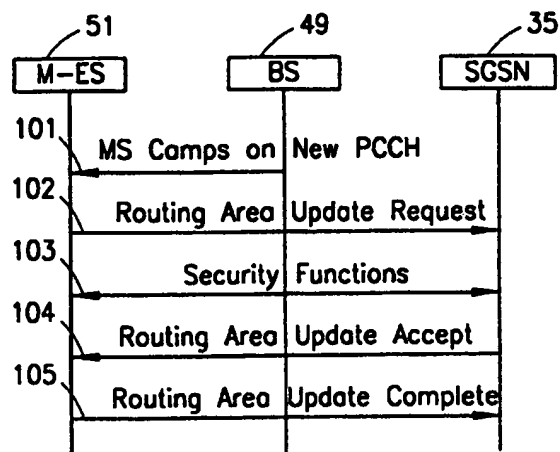 51 49 35
M-ES BS SGSN
101 MS Camps on New PCCH
102 Routing Area Update Request
103 Security Functions
104 Routing Area Update Accept
105 Routing Area Update Complete